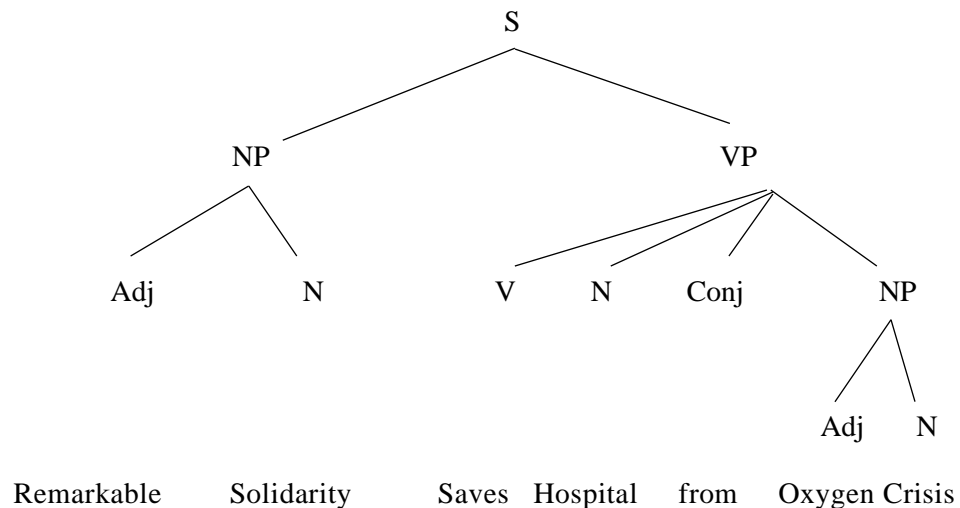 S
NP VP
Adj N V N Conj NP
Adj N
Remarkable Solidarity Saves Hospital from Oxygen Crisis